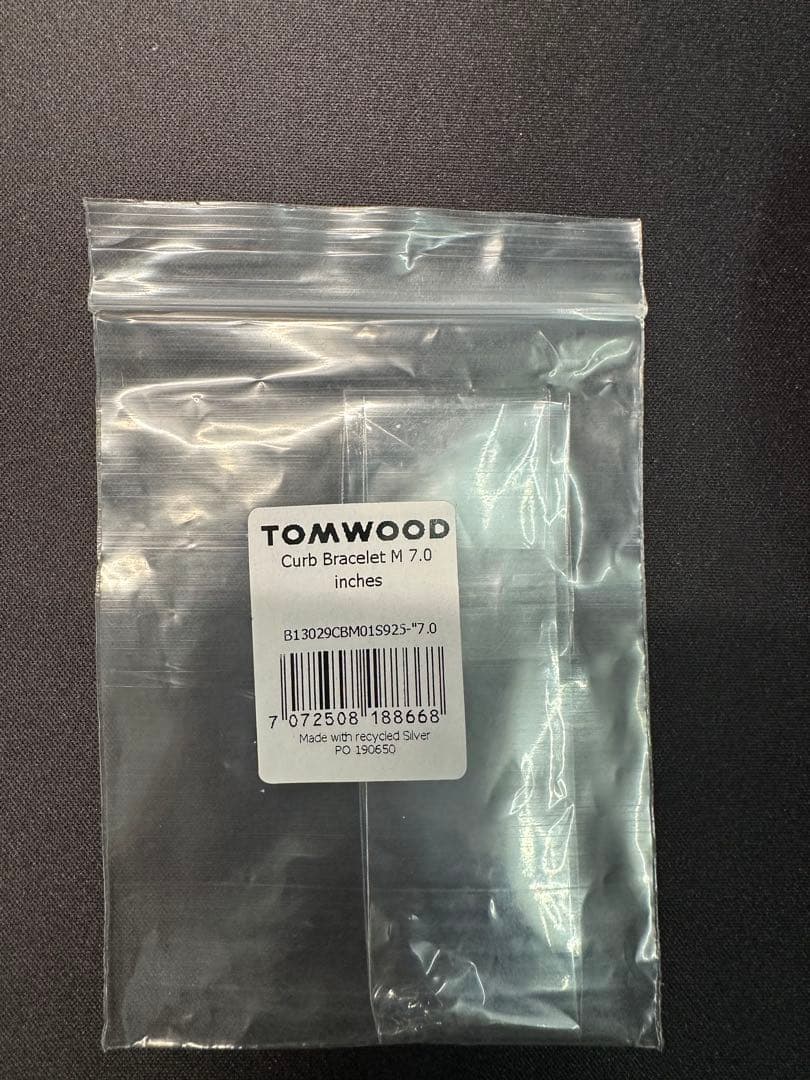 TOMWOOD
Curb Bracelet M 7.0
inches
B13029CBM01S925-"7.0
7 072508 188668
Made with recycled Silver
PO 190650